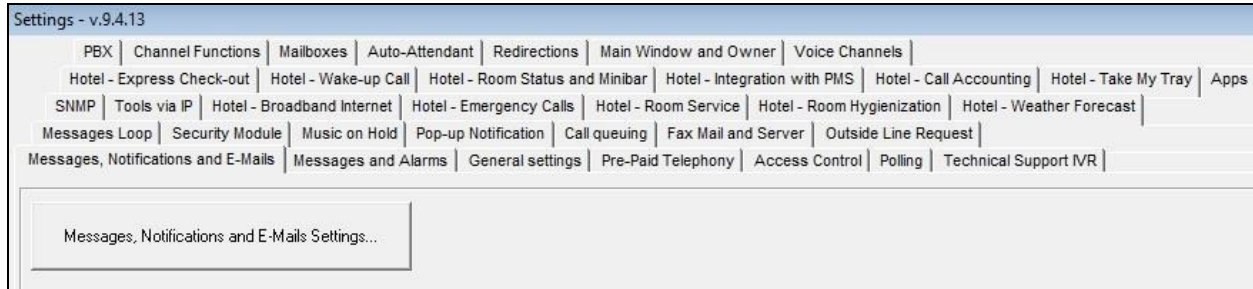 Settings - v.9.4.13
PBX Channel Functions Mailboxes Auto-Attendant Redirections Main Window and Owner Voice Channels
Hotel - Express Check-out Hotel - Wake-up Call Hotel - Room Status and Minibar Hotel - Integration with PMS Hotel - Call Accounting Hotel - Take My Tray Apps
SNMP Tools via IP Hotel - Broadband Internet Hotel - Emergency Calls Hotel - Room Service Hotel - Room Hygienization Hotel - Weather Forecast
Messages Loop Security Module Music on Hold Pop-up Notification Call queuing Fax Mail and Server Outside Line Request
Messages, Notifications and E-Mails Messages and Alarms General settings Pre-Paid Telephony Access Control Polling Technical Support IVR
Messages, Notifications and E-Mails Settings...